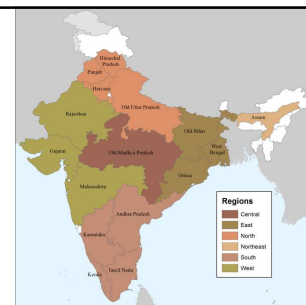 Himachal
Pradesh
Punjab
Haryana
Rajasthan
Old Uttar Pradesh
Assam
Old Bihar
West
Bengal
Gujarat
Old Madhya Pradesh
Orissa
Maharashtra
Andhra Pradesh
Karnataka
Kerala
Tamil Nadu
Regions
Central
East
North
Northeast
South
West